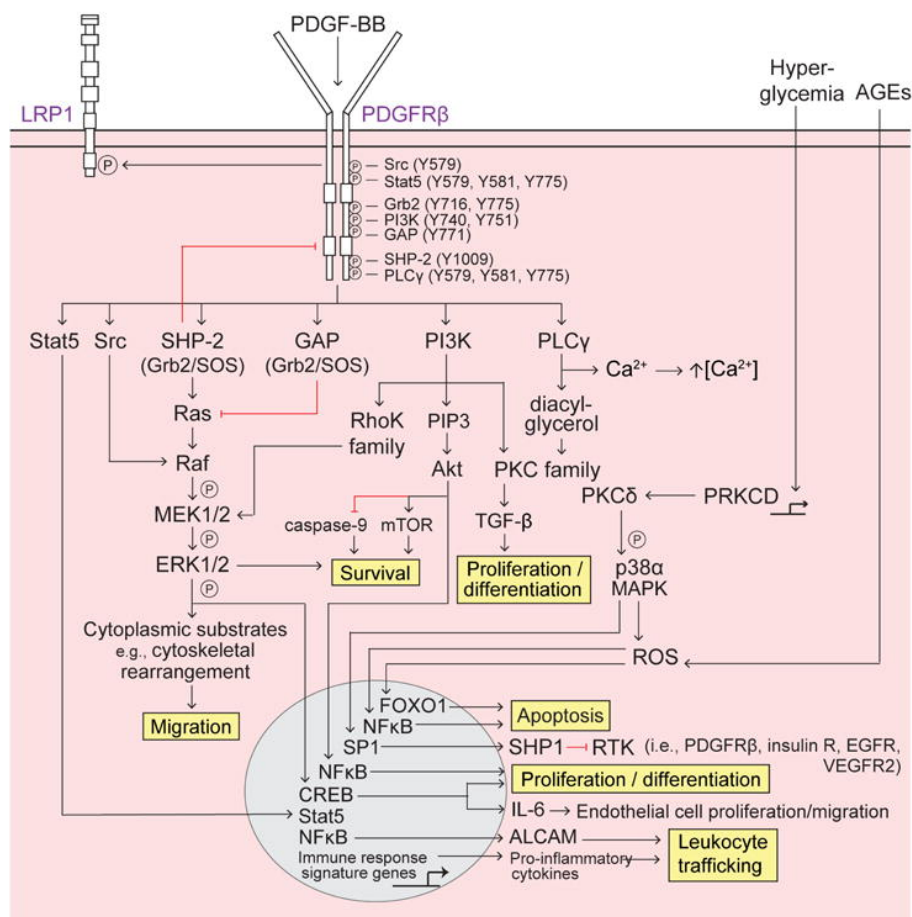 PDGF-BB
Hyper-
glycemia
AGEs
LRP1
PDGFRβ
P
P Src (Y579)
P Stat5 (Y579, Y581, Y775)
P Grb2 (Y716, Y775)
P PI3K (Y740, Y751)
P GAP (Y771)
P SHP-2 (Y1009)
P PLCγ (Y579, Y581, Y775)
Stat5 Src SHP-2 GAP PI3K PLCγ
(Grb2/SOS) (Grb2/SOS)
Ca²⁺ → ↑[Ca²⁺]
diacyl-
glycerol
Ras
RhoK
family
PIP3
Raf
Akt
PKC family
P
PKCδ PRKCD
MEK1/2
caspase-9 mTOR
TGF-β
P
P
ERK1/2
Survival
Proliferation /
differentiation
p38α
MAPK
P
Cytoplasmic substrates
e.g., cytoskeletal
rearrangement
ROS
Migration
FOXO1
Apoptosis
NFκB
SP1
SHP1 RTK (i.e., PDGFRβ, insulin R, EGFR,
VEGFR2)
NFκB
Proliferation / differentiation
CREB
IL-6 → Endothelial cell proliferation/migration
Stat5
NFκB
ALCAM
Leukocyte
trafficking
Immune response
signature genes
Pro-inflammatory
cytokines